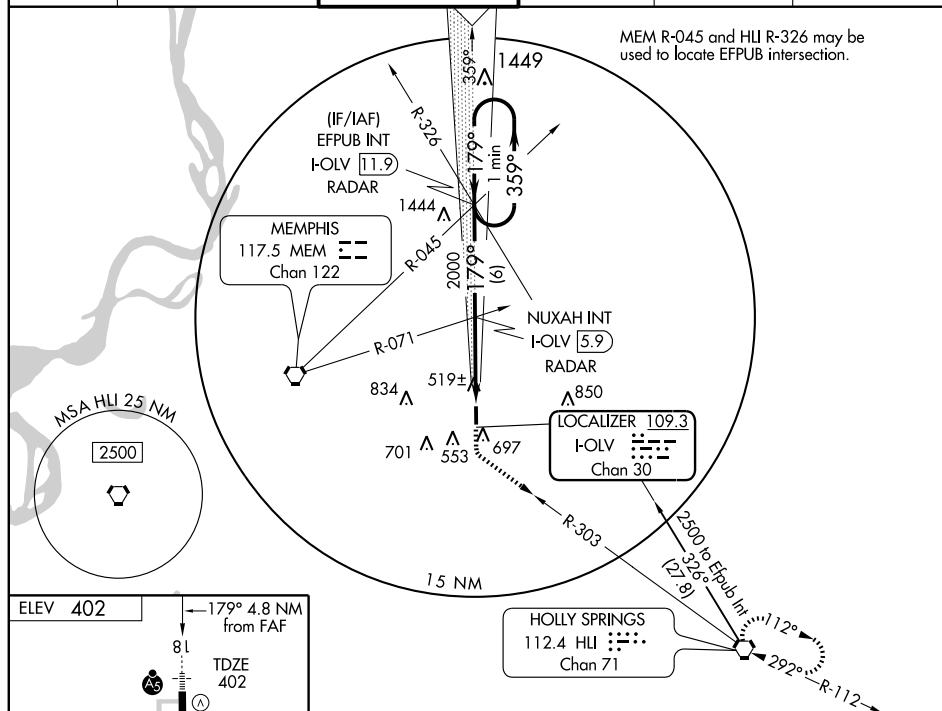 MEM R-045 and HLI R-326 may be
used to locate EFPUB intersection.
359°
1449
R-326
(IF/IAF)
EFPUB INT
I-OLV 11.9
RADAR
179°
1 min
359°
1444
MEMPHIS
117.5 MEM
Chan 122
R-045
2000
179°
(6)
NUXAH INT
I-OLV 5.9
RADAR
R-071
834
519±
850
MSA HLI 25 NM
2500
LOCALIZER 109.3
I-OLV
Chan 30
701
553
697
R-303
2500 to Efpub Int
326°
(27.8)
15 NM
HOLLY SPRINGS
112.4 HLI
Chan 71
112°
292°
R-112
ELEV 402
179° 4.8 NM
from FAF
18
TDZE
402
A5